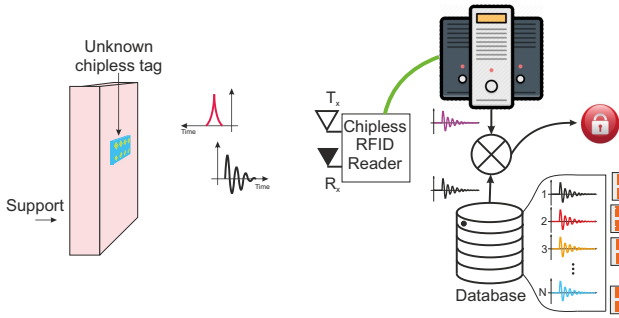 Unknown
chipless tag
Support
Time
Time
Tx
Rx
Chipless
RFID
Reader
Database
1
2
3
N